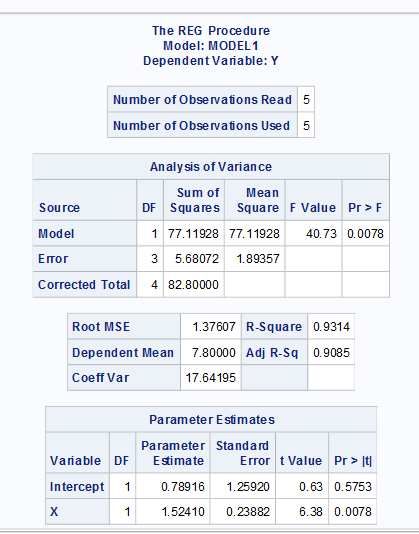 The REG Procedure
Model: MODEL1
Dependent Variable: Y
Number of Observations Read 5
Number of Observations Used 5
Analysis of Variance
Source DF Sum of Squares Mean Square F Value Pr > F
Model 1 77.11928 77.11928 40.73 0.0078
Error 3 5.68072 1.89357
Corrected Total 4 82.80000
Root MSE 1.37607 R-Square 0.9314
Dependent Mean 7.80000 Adj R-Sq 0.9085
Coeff Var 17.64195
Parameter Estimates
Variable DF Parameter Estimate Standard Error t Value Pr > |t|
Intercept 1 0.78916 1.25920 0.63 0.5753
X 1 1.52410 0.23882 6.38 0.0078